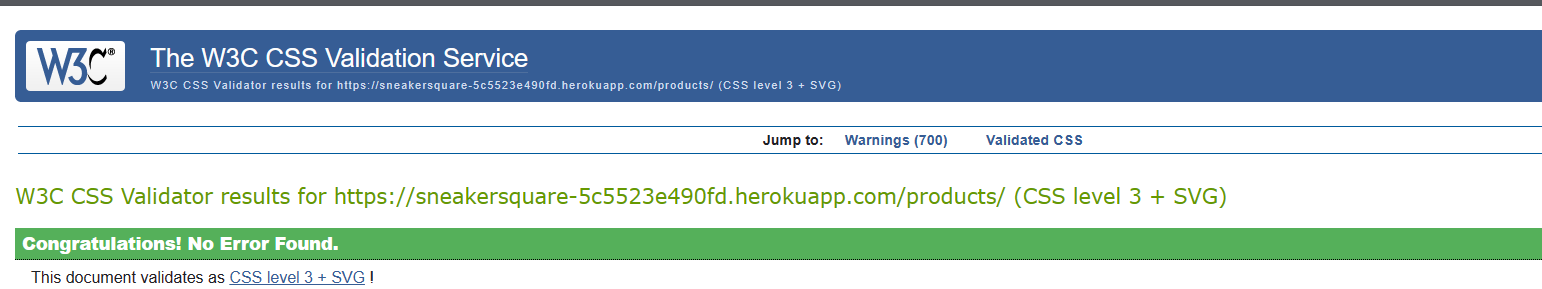 W3C®
The W3C CSS Validation Service
W3C CSS Validator results for https://sneakersquare-5c5523e490fd.herokuapp.com/products/ (CSS level 3 + SVG)
Jump to: Warnings (700) Validated CSS
W3C CSS Validator results for https://sneakersquare-5c5523e490fd.herokuapp.com/products/ (CSS level 3 + SVG)
Congratulations! No Error Found.
This document validates as CSS level 3 + SVG !